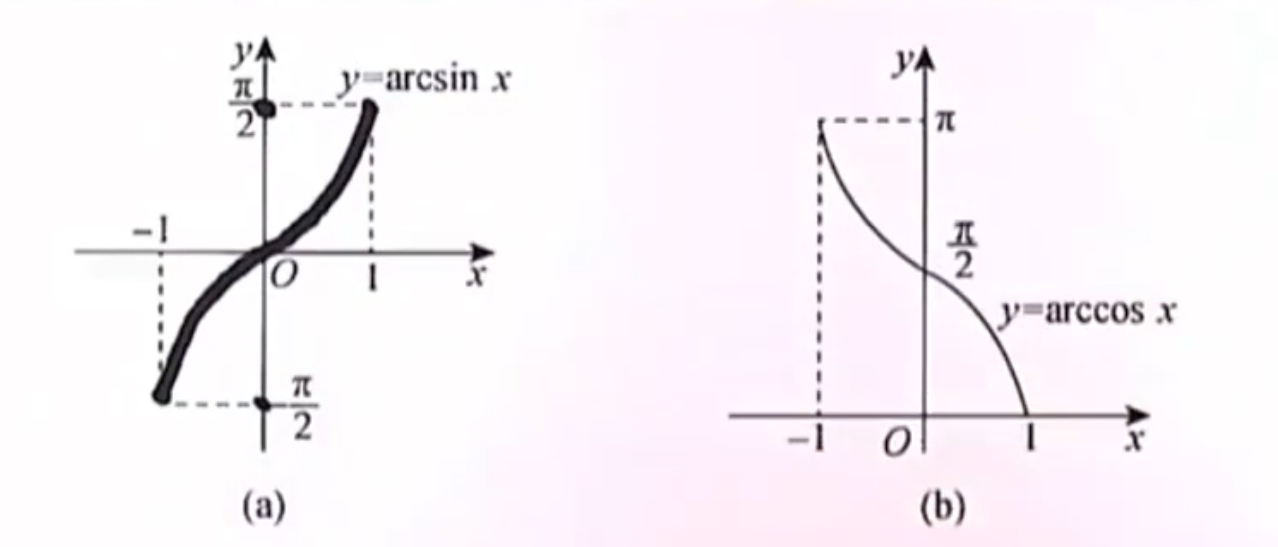 y
π/2
y=arcsin x
-1
O
1
x
-π/2
(a)
y
π
π/2
y=arccos x
-1
O
1
x
(b)